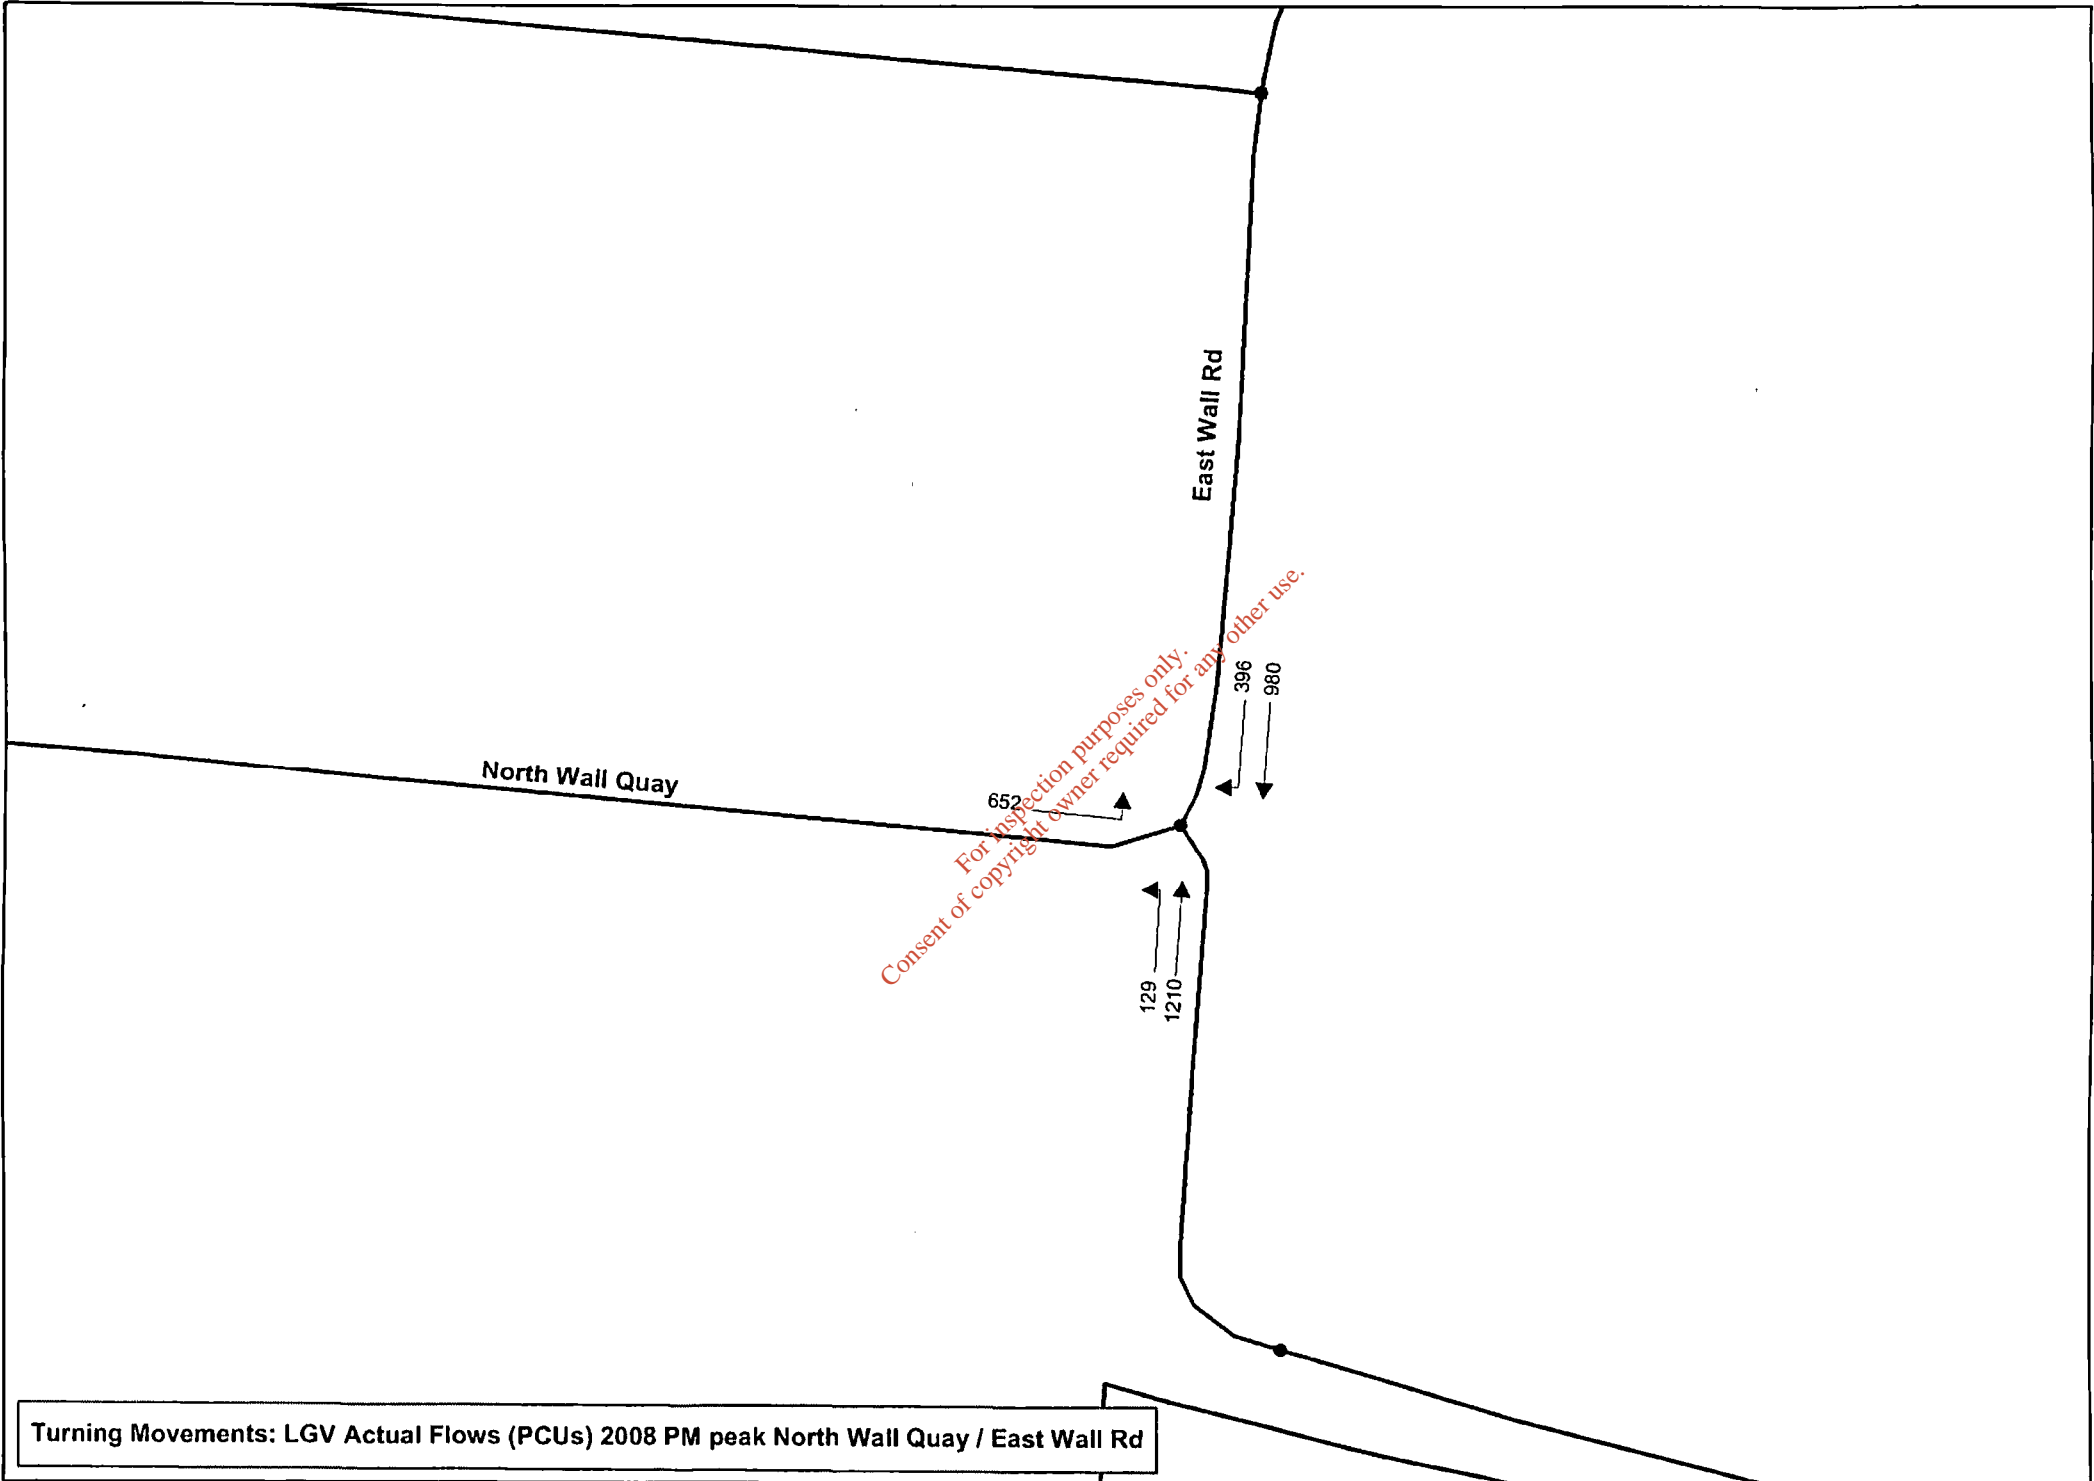 East Wall Rd
396
980
North Wall Quay
652
129
1210
For inspection purposes only.
Consent of copyright owner required for any other use.
Turning Movements: LGV Actual Flows (PCUs) 2008 PM peak North Wall Quay / East Wall Rd